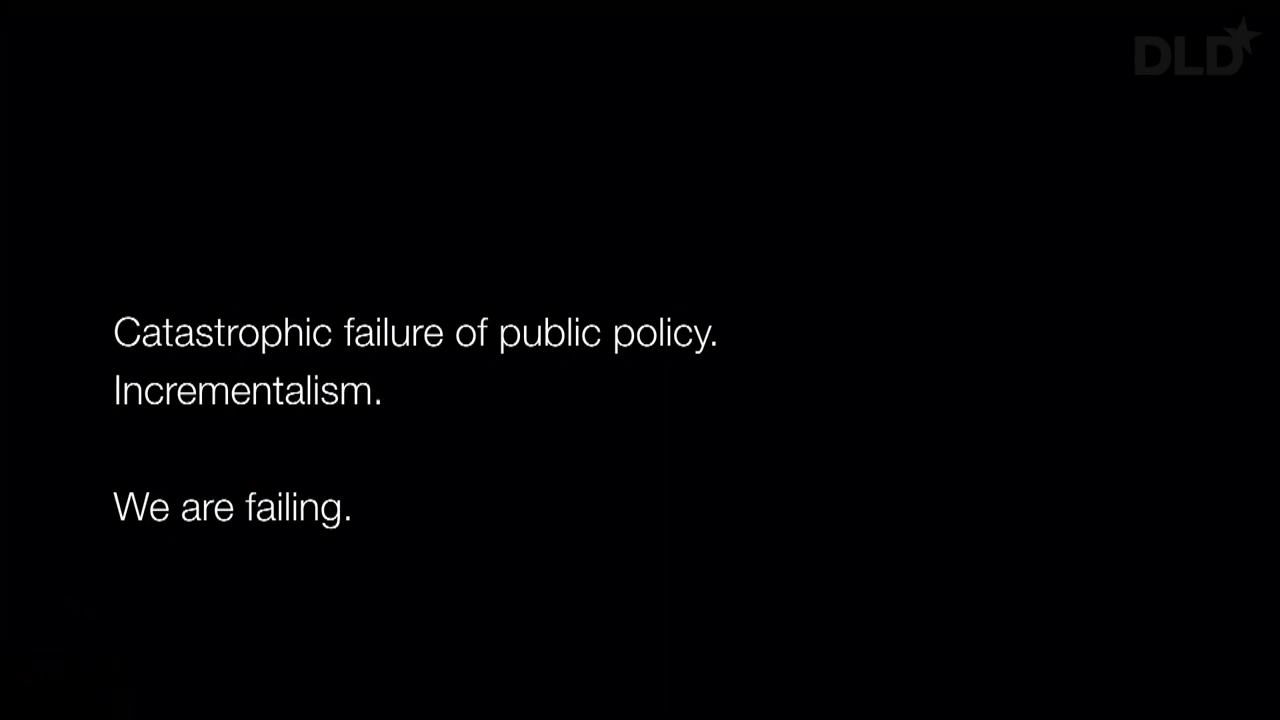 DLD
Catastrophic failure of public policy.
Incrementalism.
We are failing.